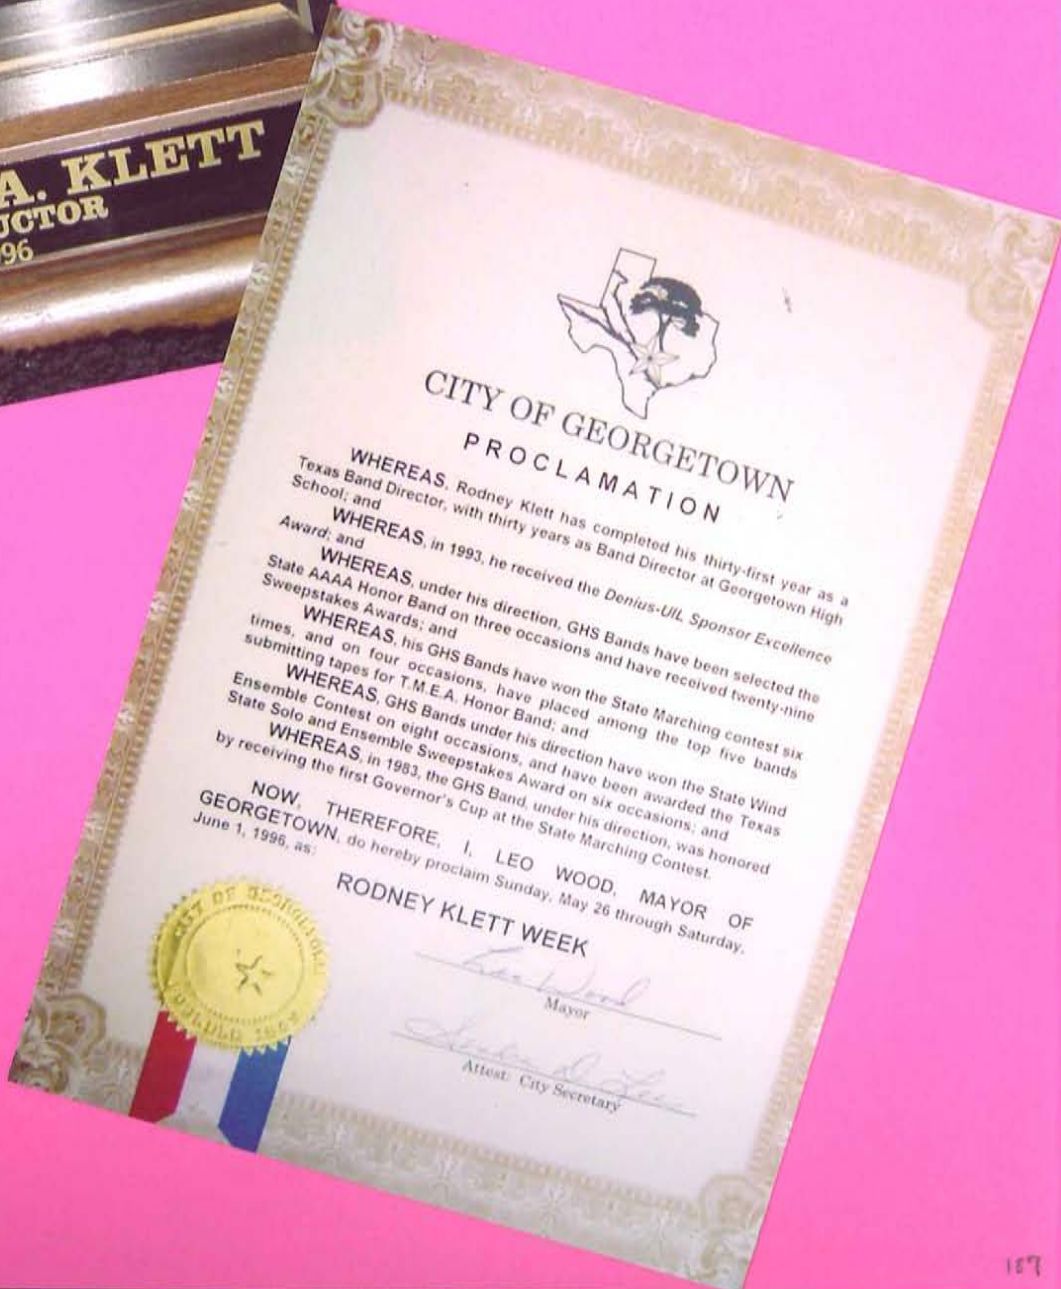 A. KLETT
UCTOR
96
CITY OF GEORGETOWN
PROCLAMATION
WHEREAS, Rodney Klett has completed his thirty-first year as a
Texas Band Director, with thirty years as Band Director at Georgetown High
School; and
WHEREAS, in 1993, he received the Denius-UIL Sponsor Excellence
Award; and
WHEREAS, under his direction, GHS Bands have been selected the
State AAAA Honor Band on three occasions and have received twenty-nine
Sweepstakes Awards; and
WHEREAS, his GHS Bands have won the State Marching contest six
times, and on four occasions, have placed among the top five bands
submitting tapes for T.M.E.A. Honor Band; and
WHEREAS, GHS Bands under his direction have won the State Wind
Ensemble Contest on eight occasions, and have been awarded the Texas
State Solo and Ensemble Sweepstakes Award on six occasions; and
WHEREAS, in 1983, the GHS Band, under his direction, was honored
by receiving the first Governor's Cup at the State Marching Contest.
NOW, THEREFORE, I, LEO WOOD, MAYOR OF
GEORGETOWN, do hereby proclaim Sunday, May 26 through Saturday,
June 1, 1996, as:
RODNEY KLETT WEEK
Leo Wood
Mayor
Attest: City Secretary
187